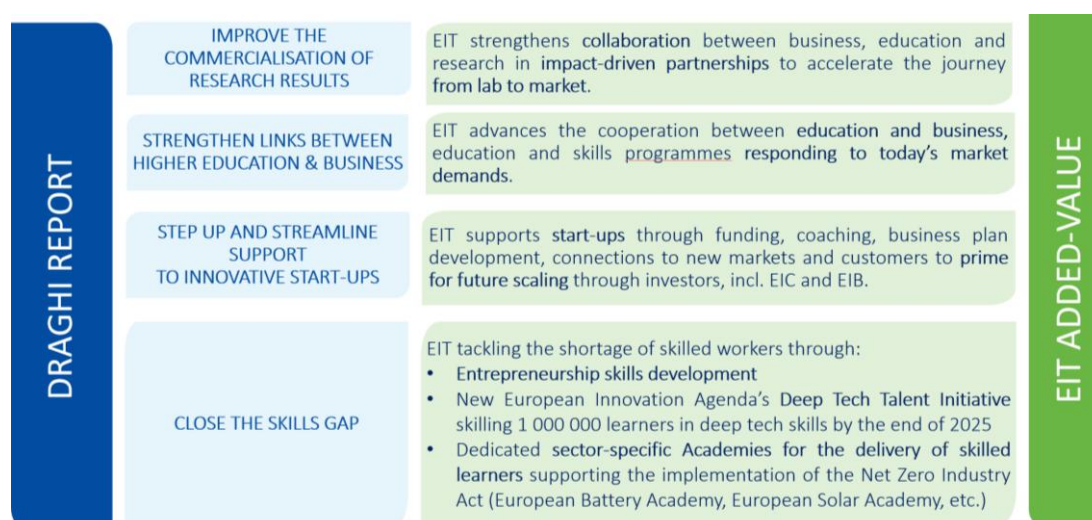 DRAGHI REPORT
IMPROVE THE
COMMERCIALISATION OF
RESEARCH RESULTS
EIT strengthens collaboration between business, education and
research in impact-driven partnerships to accelerate the journey
from lab to market.
STRENGTHEN LINKS BETWEEN
HIGHER EDUCATION & BUSINESS
EIT advances the cooperation between education and business,
education and skills programmes responding to today's market
demands.
STEP UP AND STREAMLINE
SUPPORT
TO INNOVATIVE START-UPS
EIT supports start-ups through funding, coaching, business plan
development, connections to new markets and customers to prime
for future scaling through investors, incl. EIC and EIB.
CLOSE THE SKILLS GAP
EIT tackling the shortage of skilled workers through:
• Entrepreneurship skills development
• New European Innovation Agenda's Deep Tech Talent Initiative
skilling 1 000 000 learners in deep tech skills by the end of 2025
• Dedicated sector-specific Academies for the delivery of skilled
learners supporting the implementation of the Net Zero Industry
Act (European Battery Academy, European Solar Academy, etc.)
EIT ADDED-VALUE